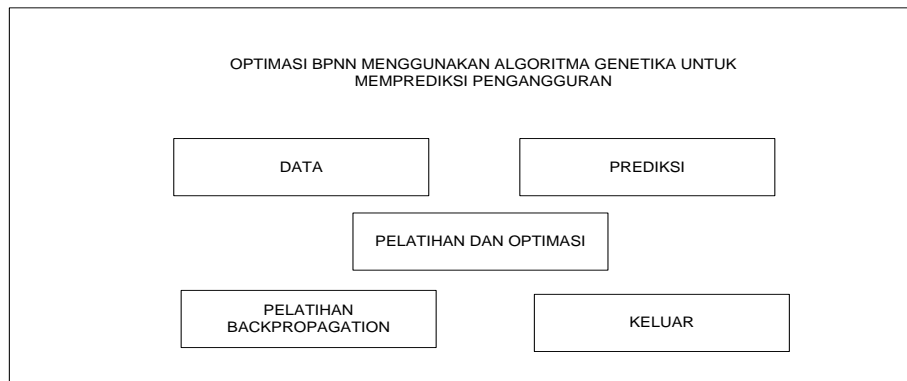 OPTIMASI BPNN MENGGUNAKAN ALGORITMA GENETIKA UNTUK
MEMPREDIKSI PENGANGGURAN
DATA
PREDIKSI
PELATIHAN DAN OPTIMASI
PELATIHAN
BACKPROPAGATION
KELUAR